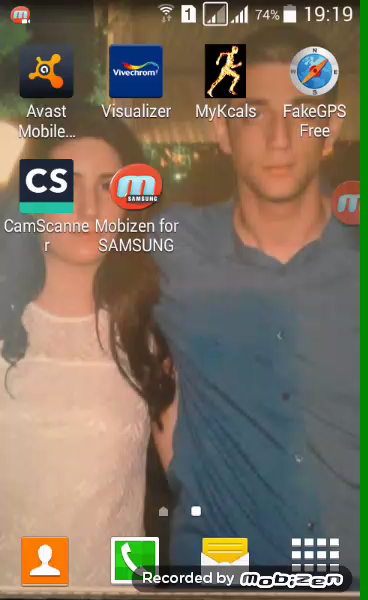 1 74% 19:19
Vivechrom
Avast Mobile...
Visualizer
MyKcals
FakeGPS Free
CS
m SAMSUNG
CamScanner
Mobizen for SAMSUNG
N
m
Recorded by mobizen